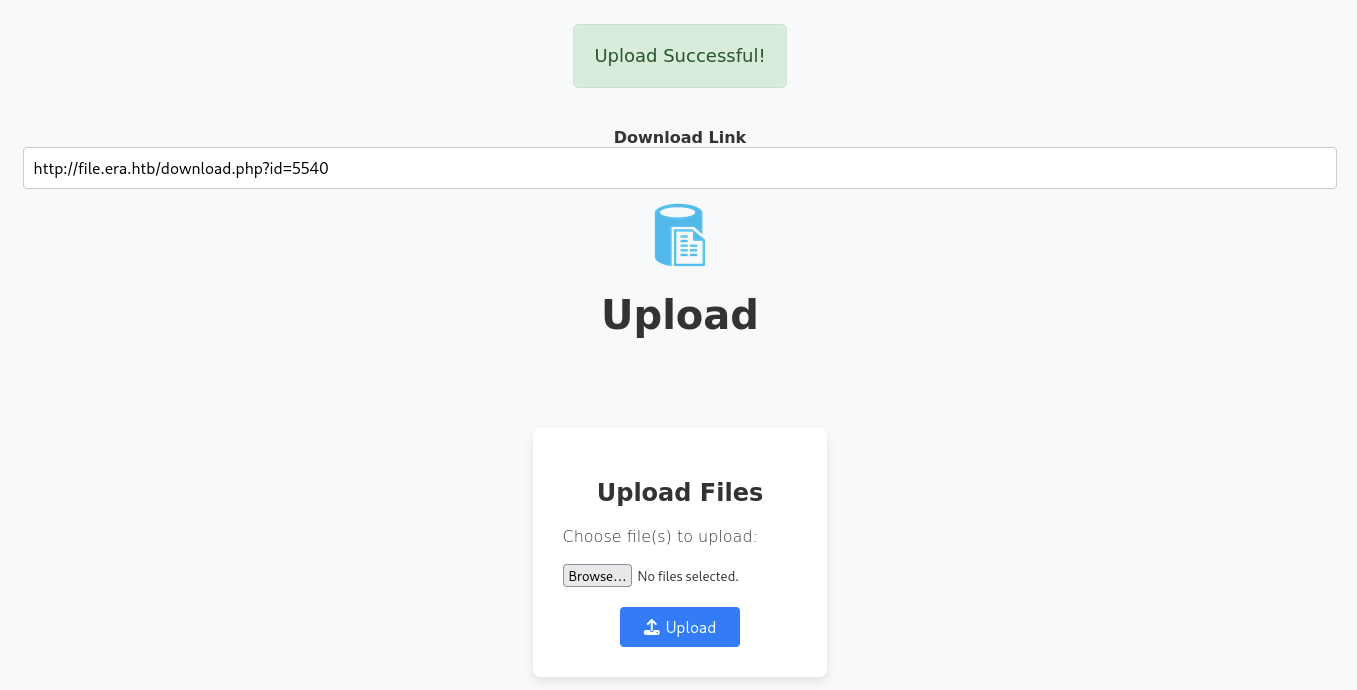 Upload Successful!
Download Link
http://file.era.htb/download.php?id=5540
Upload
Upload Files
Choose file(s) to upload:
Browse... No files selected.
Upload